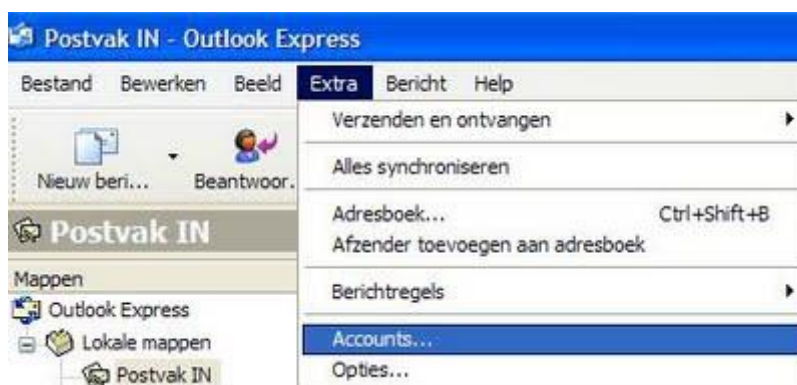 Postvak IN - Outlook Express
Bestand Bewerken Beeld Extra Bericht Help
Nieuw beri... Beantwoor.
Postvak IN
Mappen
Outlook Express
Lokale mappen
Postvak IN
Verzenden en ontvangen
Alles synchroniseren
Adresboek... Ctrl+Shift+B
Afzender toevoegen aan adresboek
Berichtregels
Accounts...
Opties...